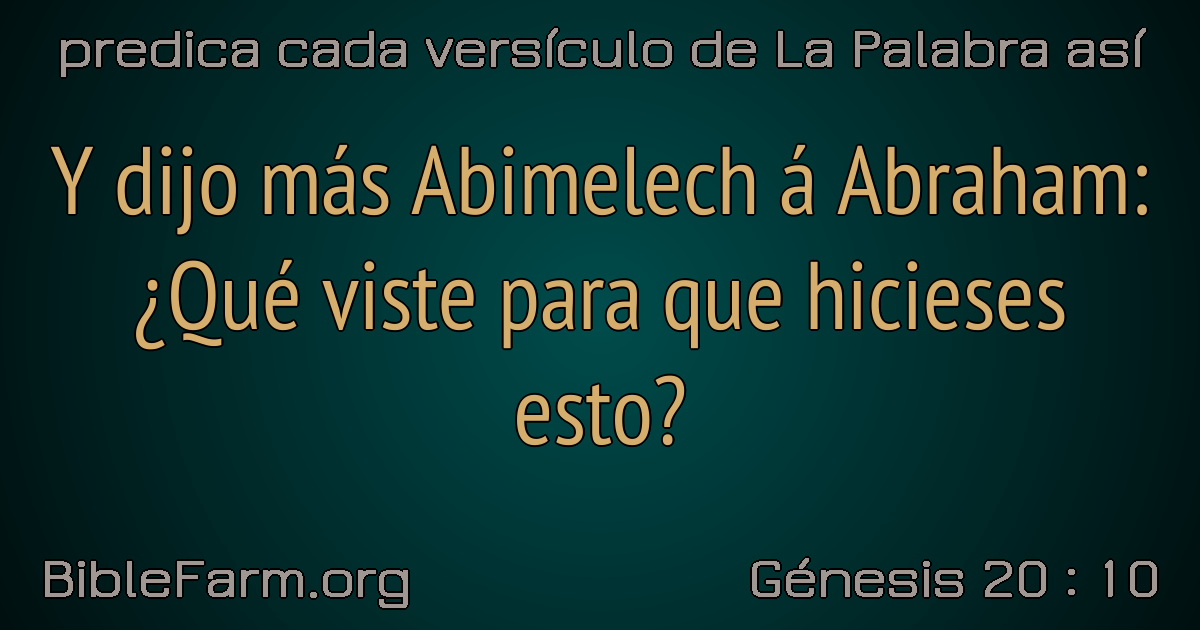 predica cada versículo de La Palabra así
Y dijo más Abimelech á Abraham:
¿Qué viste para que hicieses
esto?
BibleFarm.org
Génesis 20 : 10